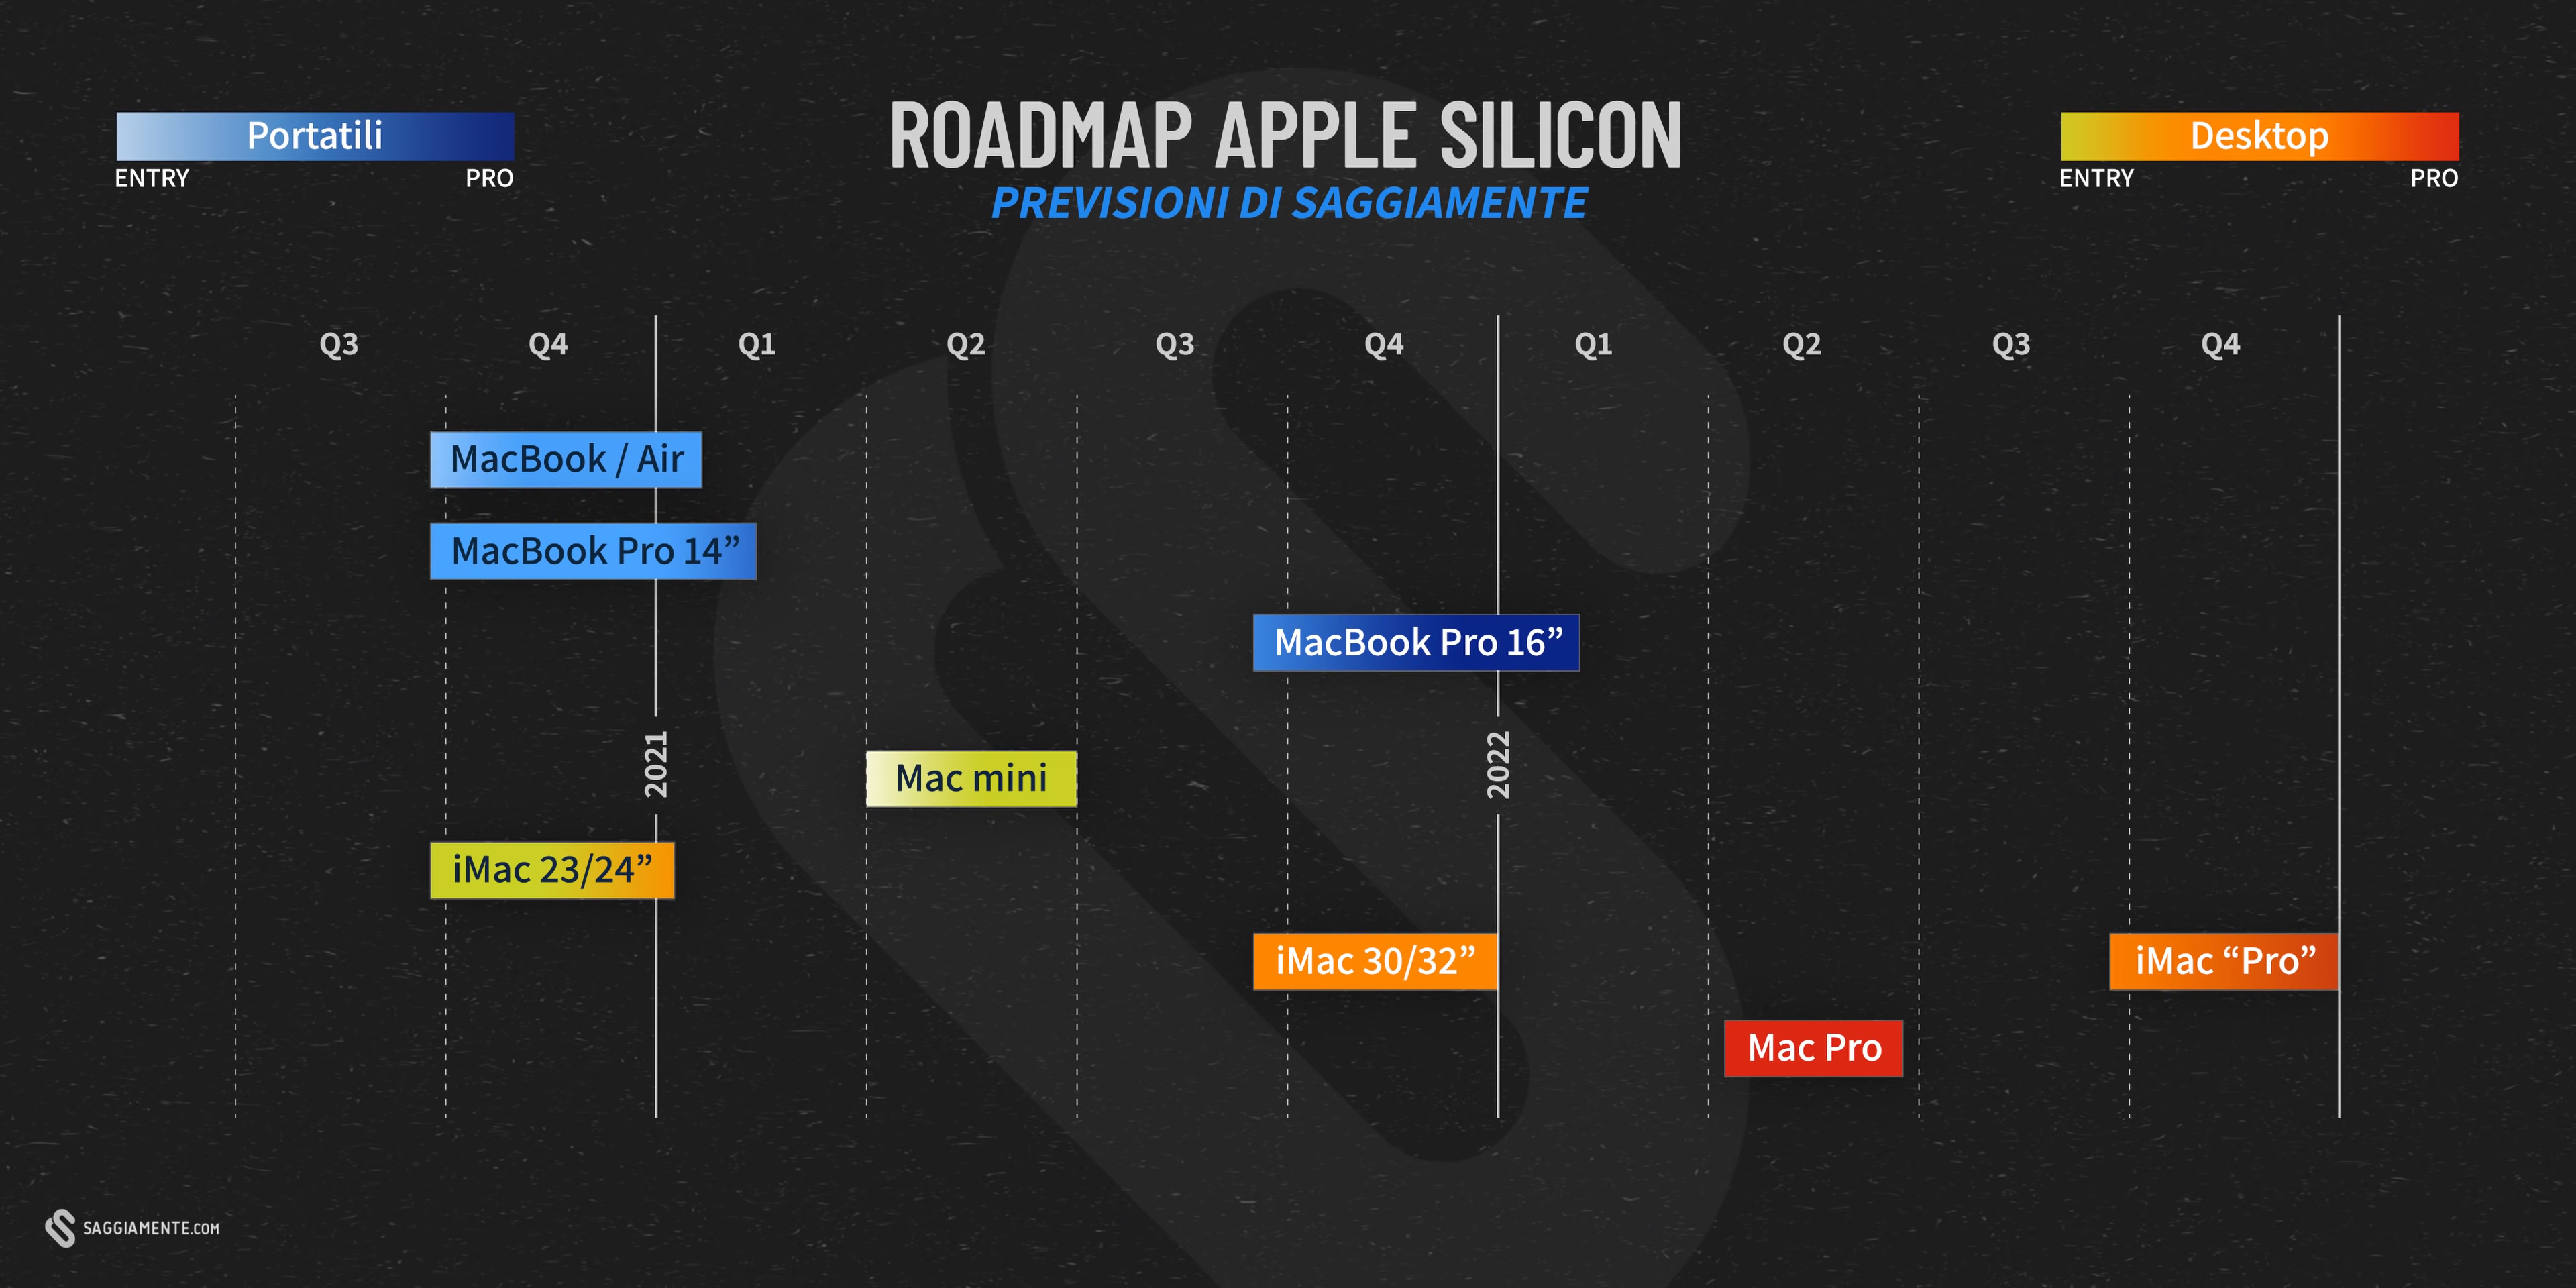 ROADMAP APPLE SILICON
PREVISIONI DI SAGGIAMENTE
Portatili
ENTRY PRO
Desktop
ENTRY PRO
Q3 Q4 Q1 Q2 Q3 Q4 Q1 Q2 Q3 Q4
MacBook / Air
MacBook Pro 14”
MacBook Pro 16”
2021
2022
Mac mini
iMac 23/24”
iMac 30/32”
iMac “Pro”
Mac Pro
SAGGIAMENTE.COM